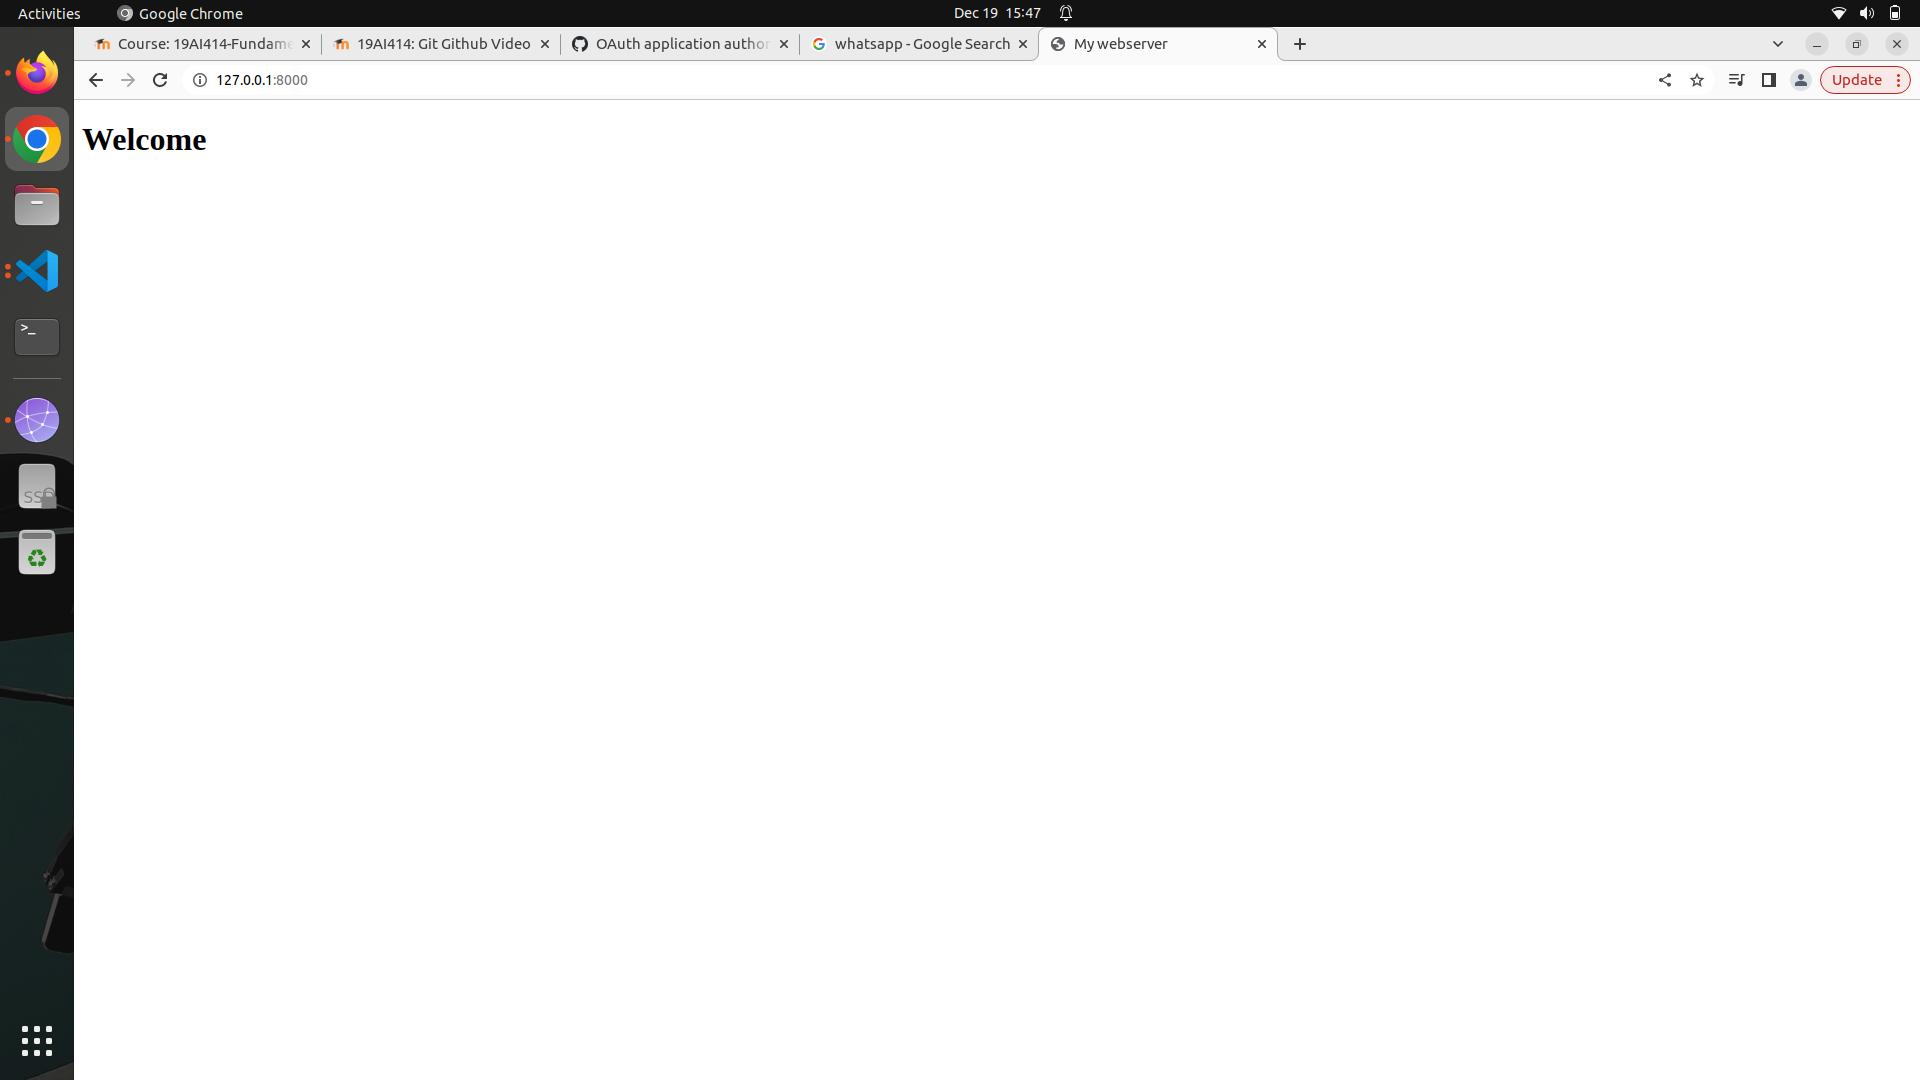 Activities
Google Chrome
Dec 19 15:47
Course: 19AI414-Fundame
19AI414: Git Github Video
OAuth application author
whatsapp - Google Search
My webserver
127.0.0.1:8000
Update
Welcome
>_
SS